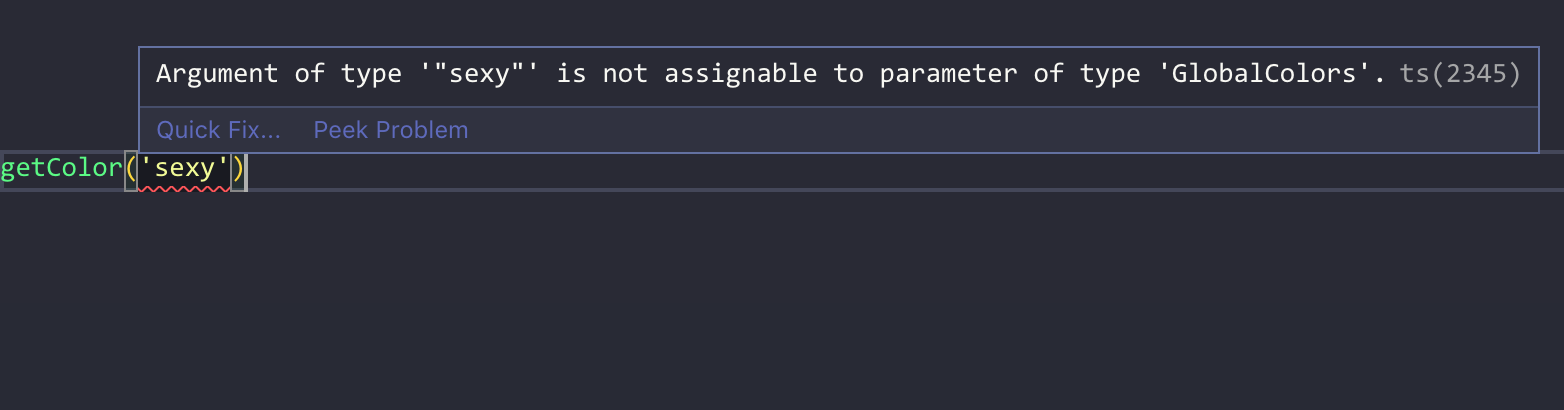 Argument of type '"sexy"' is not assignable to parameter of type 'GlobalColors'. ts(2345)
Quick Fix... Peek Problem
getColor('sexy')